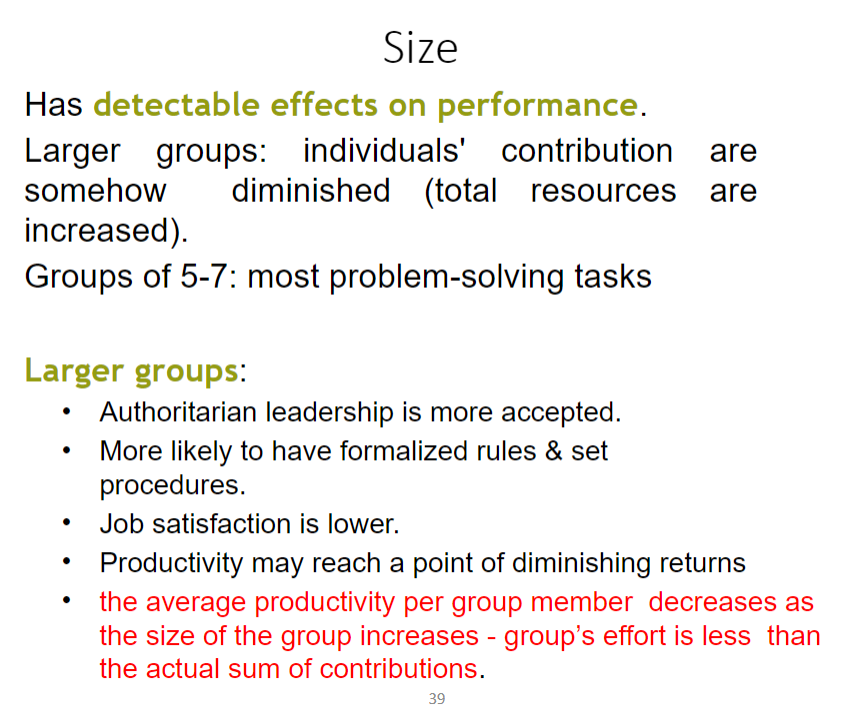 Size
Has detectable effects on performance.
Larger groups: individuals' contribution are
somehow diminished (total resources are
increased).
Groups of 5-7: most problem-solving tasks
Larger groups:
• Authoritarian leadership is more accepted.
• More likely to have formalized rules & set
procedures.
• Job satisfaction is lower.
• Productivity may reach a point of diminishing returns
• the average productivity per group member decreases as
the size of the group increases - group’s effort is less than
the actual sum of contributions.
39